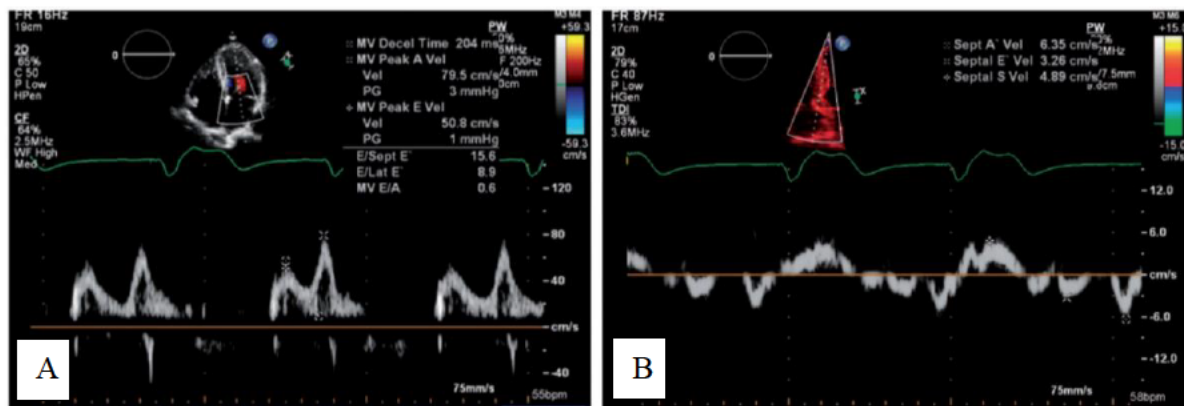 FR 16Hz
19cm
2D
65%
C 50
P Low
HPen
CF
64%
2.5MHz
WF High
Med
0
M3 M4
+59.3
-59.3
cm/s
PW
MV Decel Time 204 ms
MV Peak A Vel
Vel 79.5 cm/s
PG 3 mmHg
MV Peak E Vel
Vel 50.8 cm/s
PG 1 mmHg
E/Sept E` 15.6
E/Lat E` 8.9
MV E/A 0.6
120
80
40
cm/s
-40
75mm/s
55bpm
A
FR 87Hz
17cm
2D
79%
C 40
P Low
HGen
TDI
83%
3.6MHz
0
M3 M6
-15.0
cm/s
PW
Sept A` Vel 6.35 cm/s
Septal E` Vel 3.26 cm/s
Septal S Vel 4.89 cm/s
12.0
6.0
cm/s
-6.0
-12.0
75mm/s
58bpm
B